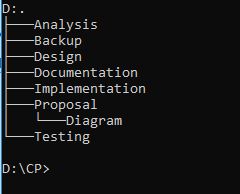 D:.
├───Analysis
├───Backup
├───Design
├───Documentation
├───Implementation
├───Proposal
│   └───Diagram
└───Testing
D:\CP>